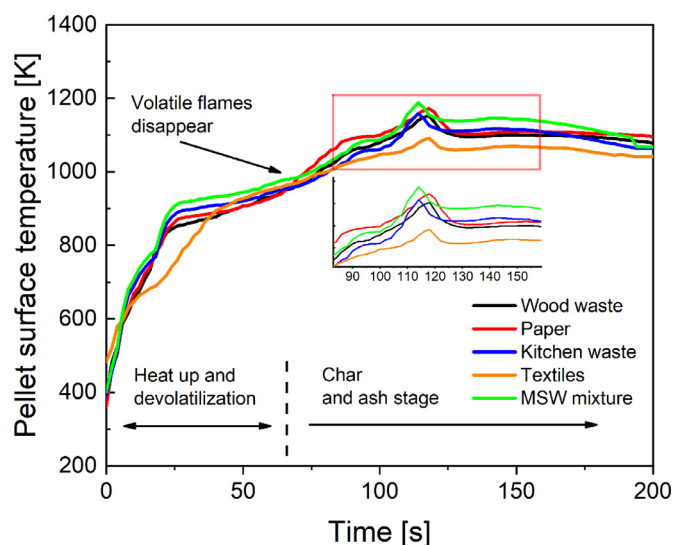 1400
1200
1000
800
600
400
200
Pellet surface temperature [K]
Volatile flames
disappear
90 100 110 120 130 140 150
Wood waste
Paper
Kitchen waste
Textiles
MSW mixture
Heat up and
devolatilization
Char
and ash stage
0 50 100 150 200
Time [s]